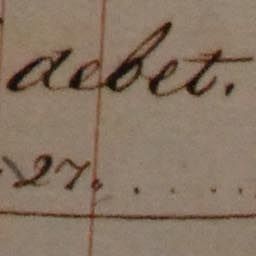 debet.
27. . . . . .